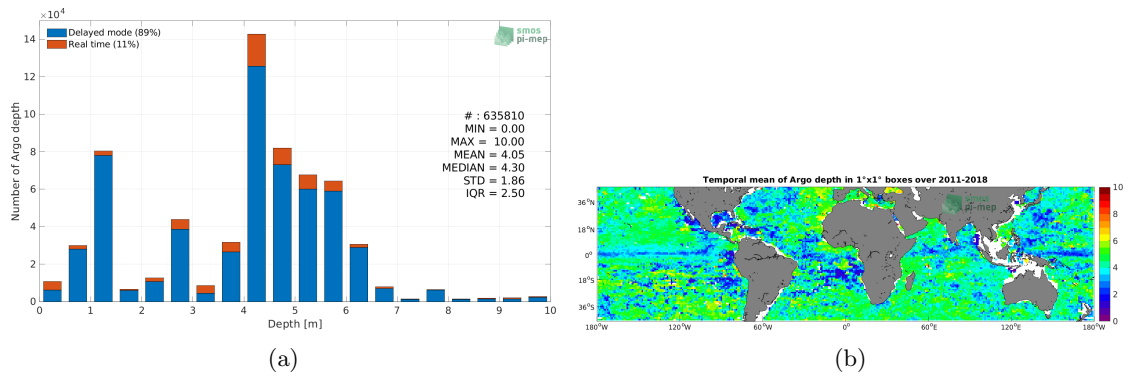 ×10⁴
Delayed mode (89%)
Real time (11%)
smos
pi-mep
14
12
10
8
6
4
2
0
Number of Argo depth
# : 635810
MIN = 0.00
MAX = 10.00
MEAN = 4.05
MEDIAN = 4.30
STD = 1.86
IQR = 2.50
0 1 2 3 4 5 6 7 8 9 10
Depth [m]
(a)
Temporal mean of Argo depth in 1°x1° boxes over 2011-2018
smos
pi-mep
36°N
18°N
0°
18°S
36°S
180°W 120°W 60°W 0° 60°E 120°E 180°W
10
8
6
4
2
0
(b)